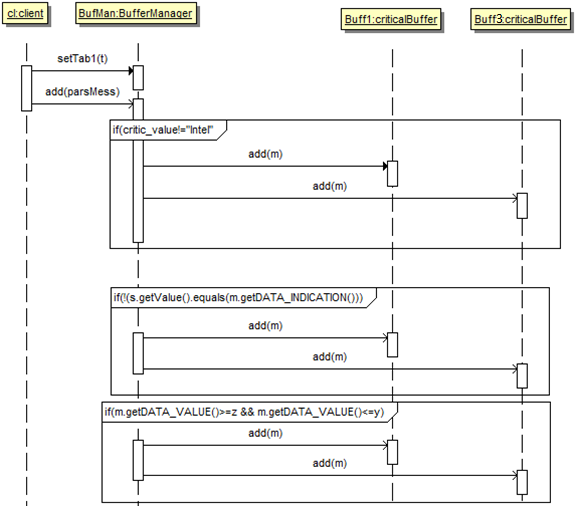 cl:client
BufMan:BufferManager
Buff1:criticalBuffer
Buff3:criticalBuffer
setTab1(t)
add(parsMess)
if(critic_value!="Intel"
add(m)
add(m)
if(!(s.getValue().equals(m.getDATA_INDICATION()))
add(m)
add(m)
if(m.getDATA_VALUE()>=z && m.getDATA_VALUE()<=y)
add(m)
add(m)